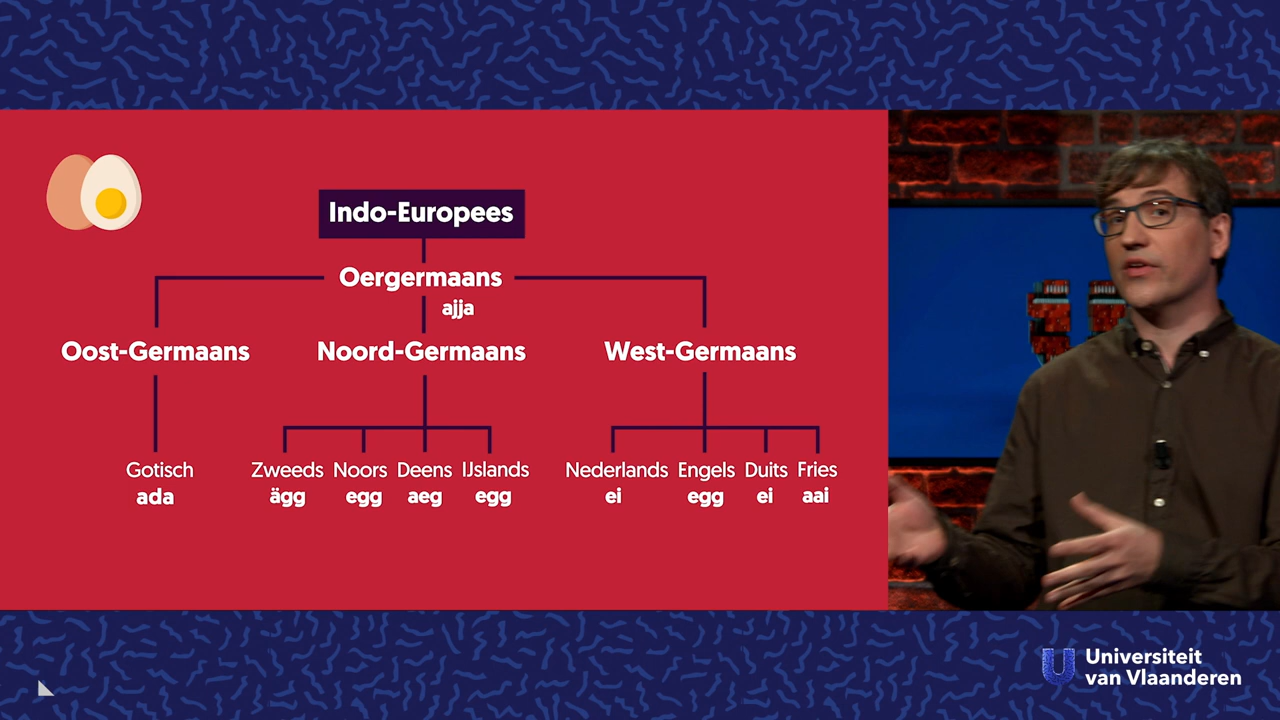 Indo-Europees
Oergermaans
ajja
Oost-Germaans Noord-Germaans West-Germaans
Gotisch Zweeds Noors Deens IJslands Nederlands Engels Duits Fries
ada ägg egg aeg egg ei egg ei aai
Universiteit
van Vlaanderen